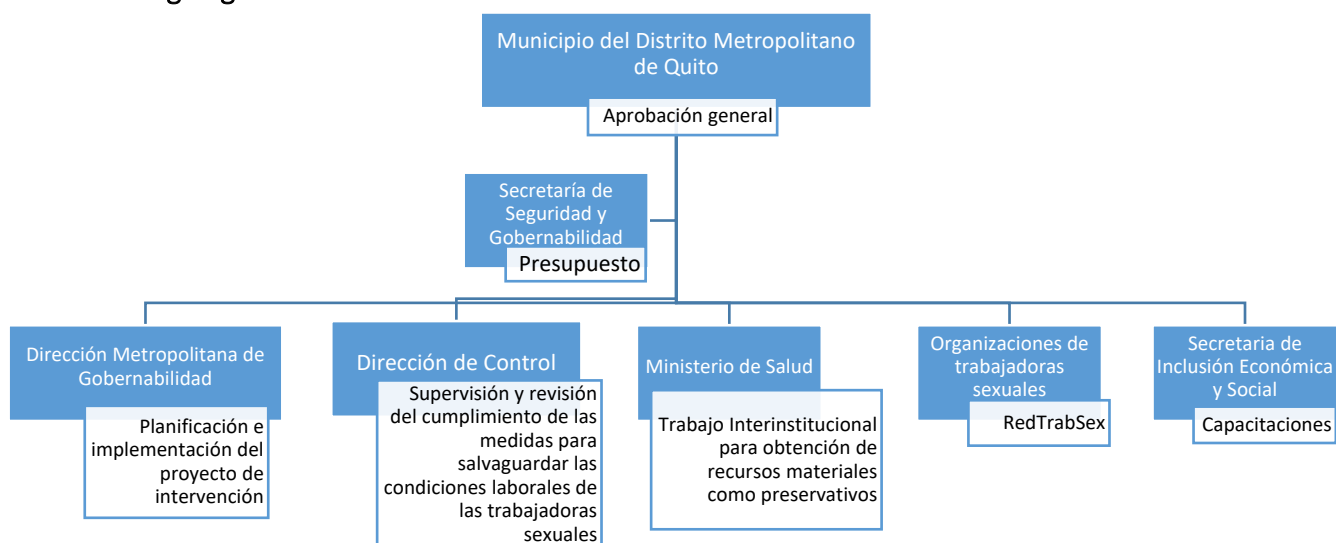 Municipio del Distrito Metropolitano
de Quito
Aprobación general
Secretaría de
Seguridad y
Gobernabilidad
Presupuesto
Dirección Metropolitana de
Gobernabilidad
Planificación e
implementación del
proyecto de
intervención
Dirección de Control
Supervisión y revisión
del cumplimiento de las
medidas para
salvaguardar las
condiciones laborales de
las trabajadoras
sexuales
Ministerio de Salud
Trabajo Interinstitucional
para obtención de
recursos materiales
como preservativos
Organizaciones de
trabajadoras
sexuales
RedTrabSex
Secretaria de
Inclusión Económica
y Social
Capacitaciones